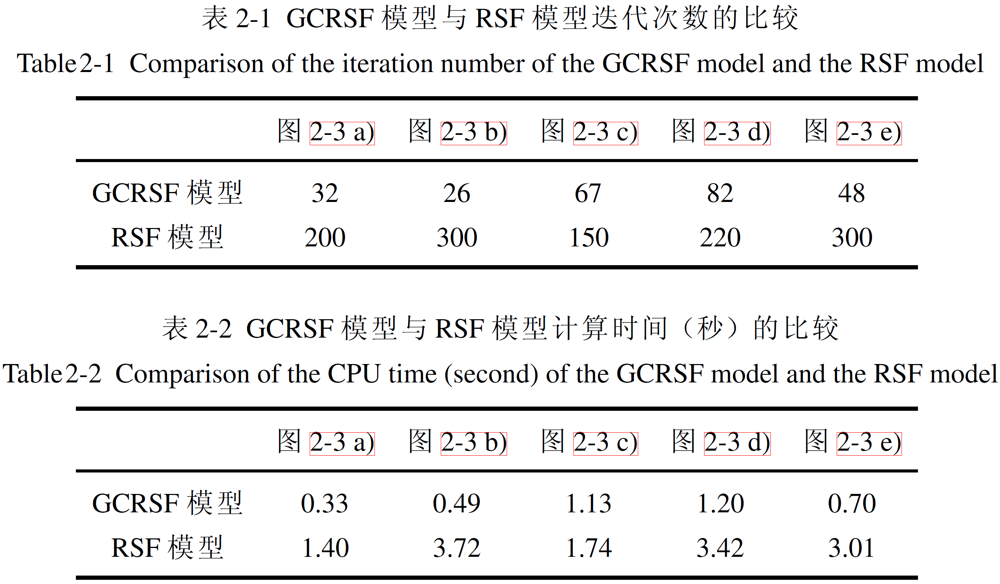 表 2-1 GCRSF 模型与 RSF 模型迭代次数的比较
Table 2-1 Comparison of the iteration number of the GCRSF model and the RSF model
图 2-3 a) 图 2-3 b) 图 2-3 c) 图 2-3 d) 图 2-3 e)
GCRSF 模型 32 26 67 82 48
RSF 模型 200 300 150 220 300
表 2-2 GCRSF 模型与 RSF 模型计算时间（秒）的比较
Table 2-2 Comparison of the CPU time (second) of the GCRSF model and the RSF model
图 2-3 a) 图 2-3 b) 图 2-3 c) 图 2-3 d) 图 2-3 e)
GCRSF 模型 0.33 0.49 1.13 1.20 0.70
RSF 模型 1.40 3.72 1.74 3.42 3.01